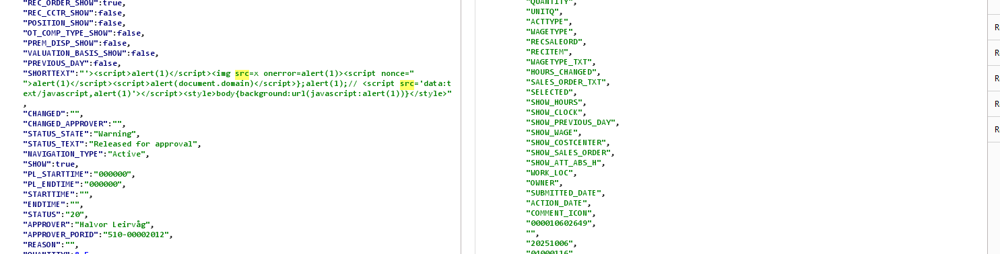 "REC_ORDER_SHOW":true,
"REC_CCTR_SHOW":false,
"POSITION_SHOW":false,
"OT_COMP_TYPE_SHOW":false,
"PREM_DISP_SHOW":false,
"VALUATION_BASIS_SHOW":false,
"PREVIOUS_DAY":false,
"SHORTTEXT":"'><script>alert(1)</script><img src=x onerror=alert(1)><script nonce="
">alert(1)</script><script>alert(document.domain)</script>};alert(1);// <script src='data:t
ext/javascript,alert(1)'></script><style>body{background:url(javascript:alert(1))}</style>"
,
"CHANGED":"",
"CHANGED_APPROVER":"",
"STATUS_STATE":"Warning",
"STATUS_TEXT":"Released for approval",
"NAVIGATION_TYPE":"Active",
"SHOW":true,
"PL_STARTTIME":"000000",
"PL_ENDTIME":"000000",
"STARTTIME":"",
"ENDTIME":"",
"STATUS":"20",
"APPROVER":"Halvor Leirvåg",
"APPROVER_PORID":"510-00002012",
"REASON":"",
"QUANTITY":8.5
"QUANTITY",
"UNITQ",
"ACTTYPE",
"WAGETYPE",
"RECSALEORD",
"RECITEM",
"WAGETYPE_TXT",
"HOURS_CHANGED",
"SALES_ORDER_TXT",
"SELECTED",
"SHOW_HOURS",
"SHOW_CLOCK",
"SHOW_PREVIOUS_DAY",
"SHOW_WAGE",
"SHOW_COSTCENTER",
"SHOW_SALES_ORDER",
"SHOW_ATT_ABS_H",
"WORK_LOC",
"OWNER",
"SUBMITTED_DATE",
"ACTION_DATE",
"COMMENT_ICON",
"000010602649",
"",
"20251006",
"04000116",
R
R
R
R
R